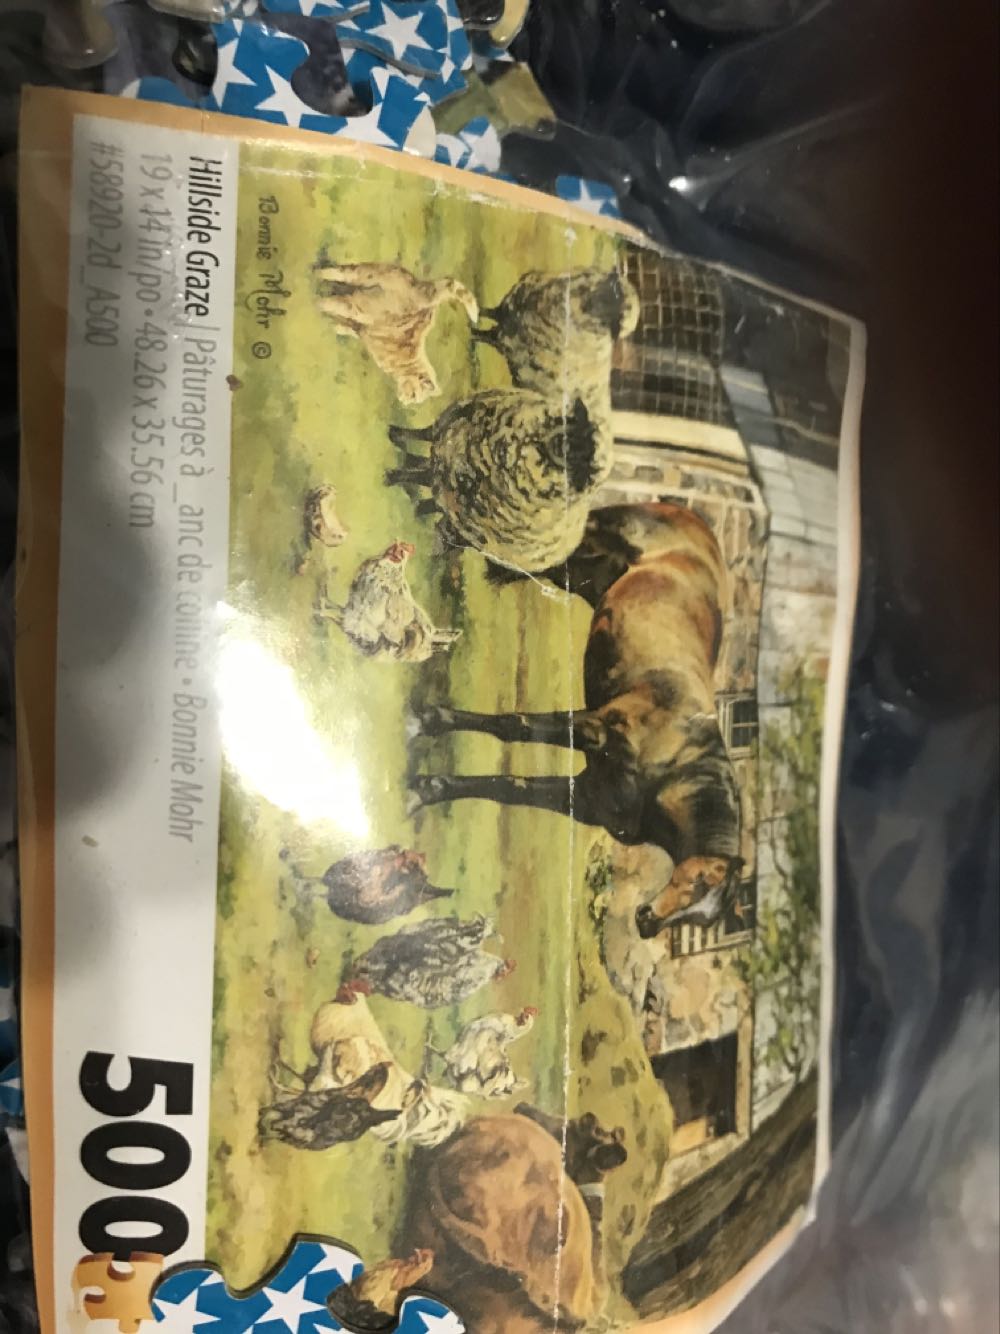 Bonnie Mohr ©
Hillside Graze | Pâturages à _anc de colline • Bonnie Mohr
19 x 14 in/po • 48.26 x 35.56 cm
#58920-2d_A500
500